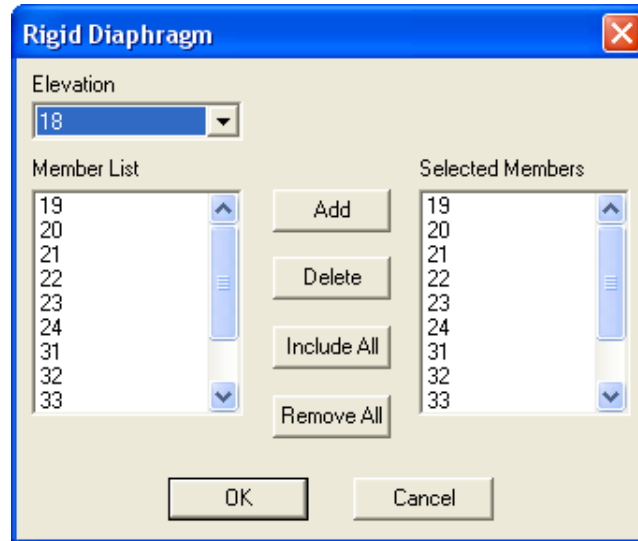 Rigid Diaphragm
Elevation
18
Member List
19
20
21
22
23
24
31
32
33
Add
Delete
Include All
Remove All
Selected Members
19
20
21
22
23
24
31
32
33
OK
Cancel